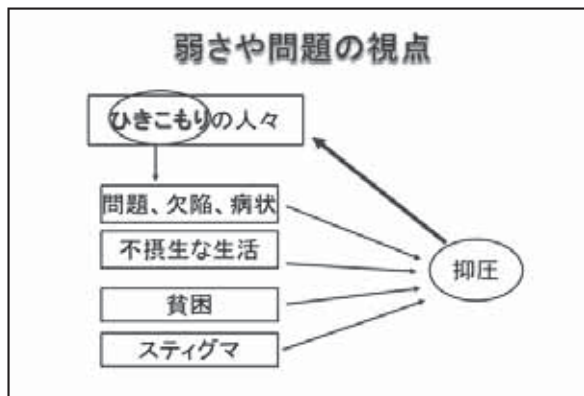 弱さや問題の視点
ひきこもりの人々
問題、欠陥、病状
不摂生な生活
貧困
スティグマ
抑圧